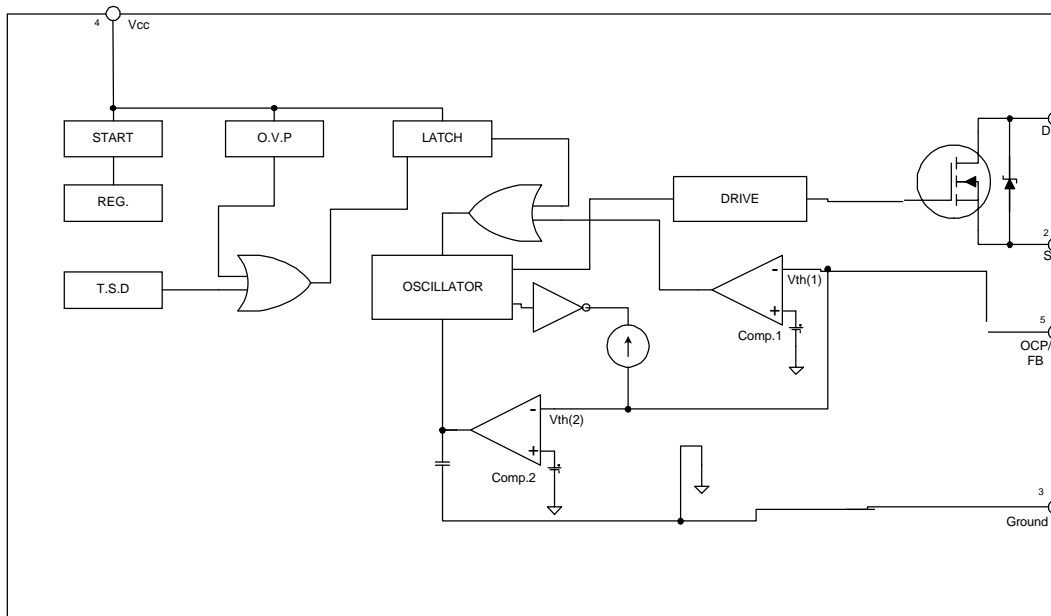 4
Vcc
START
O.V.P
LATCH
D
REG.
DRIVE
2
S
T.S.D
OSCILLATOR
-
Vth(1)
+
Comp.1
5
OCP/
FB
-
Vth(2)
+
Comp.2
3
Ground